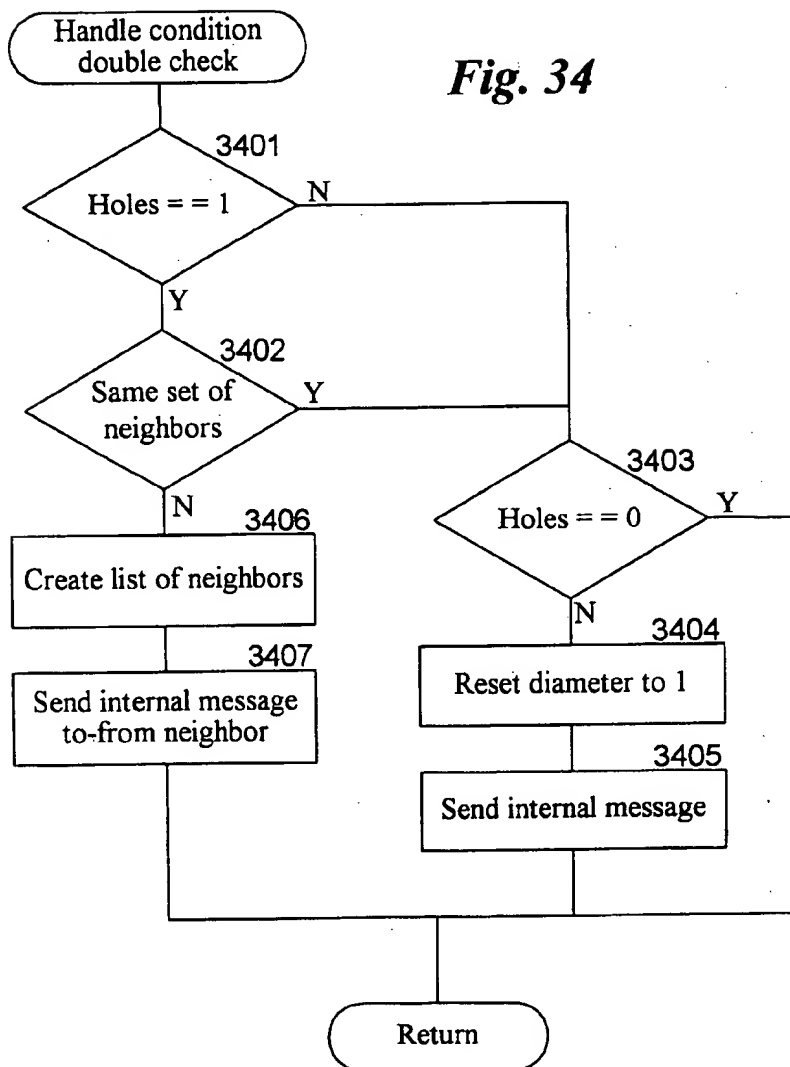 Handle condition
double check
Fig. 34
3401
Holes = = 1
N
Y
3402
Same set of
neighbors
Y
N
3403
Holes = = 0
Y
N
3406
Create list of neighbors
3404
Reset diameter to 1
3407
Send internal message
to-from neighbor
3405
Send internal message
Return